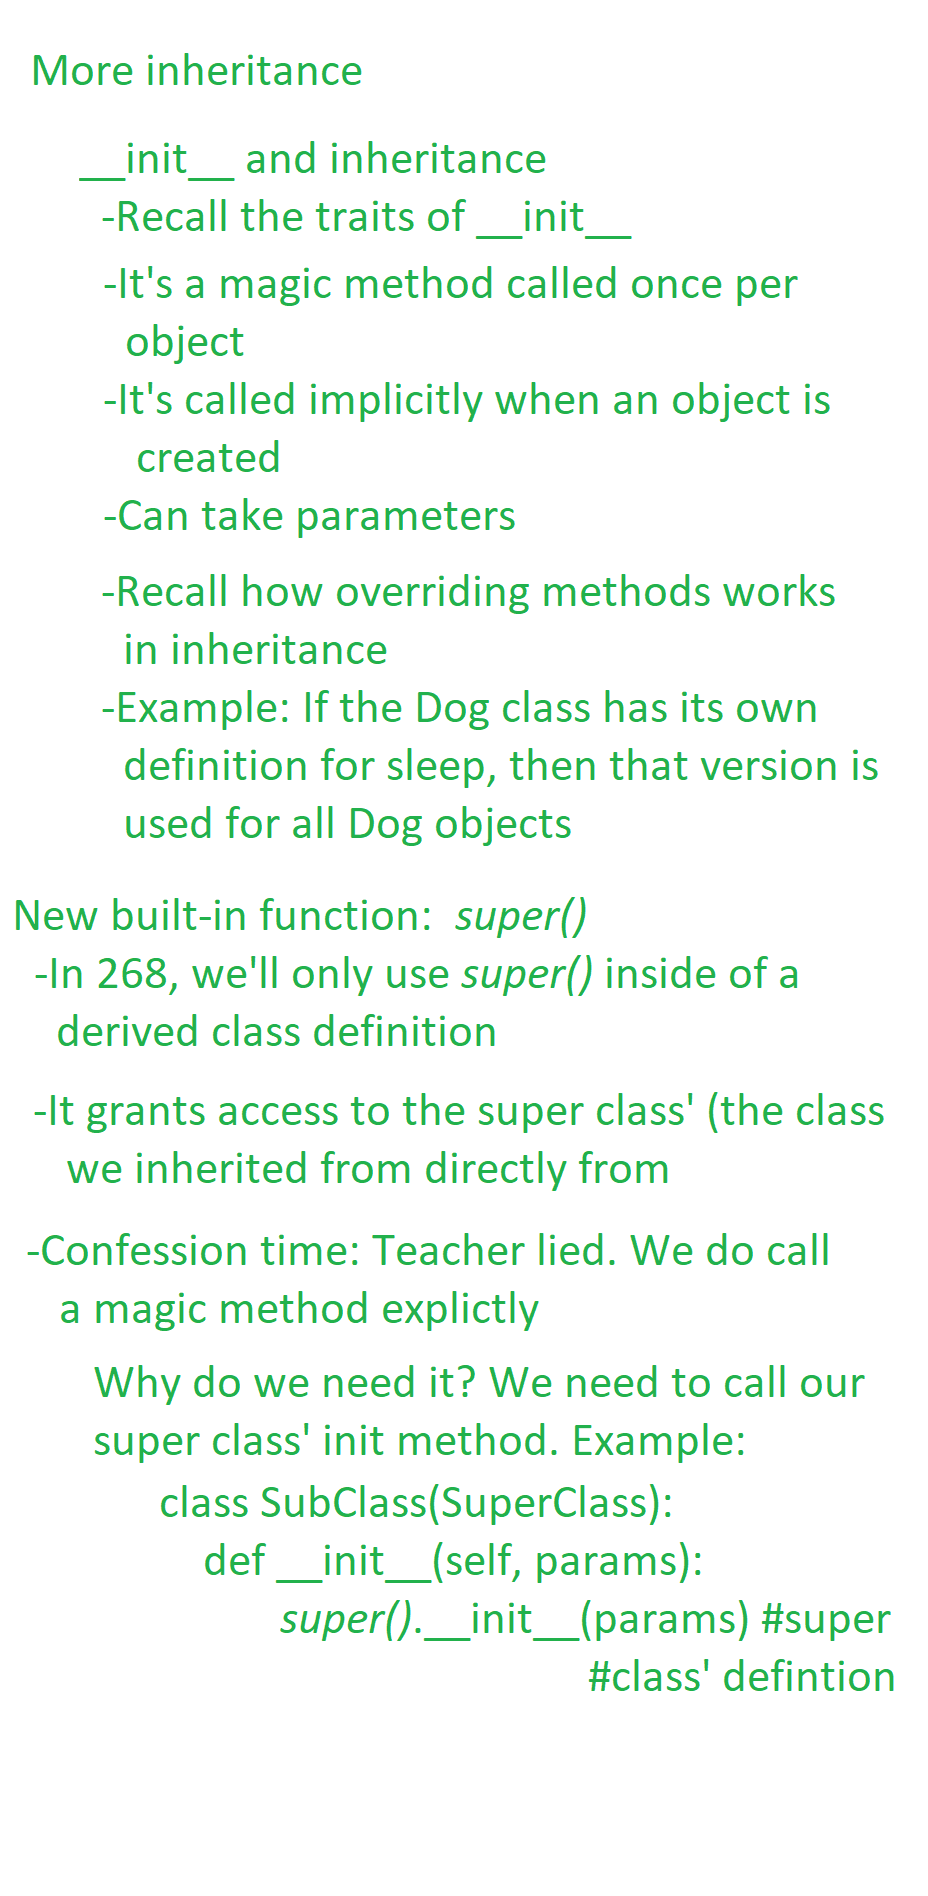 More inheritance
__init__ and inheritance
-Recall the traits of __init__
-It's a magic method called once per
object
-It's called implicitly when an object is
created
-Can take parameters
-Recall how overriding methods works
in inheritance
-Example: If the Dog class has its own
definition for sleep, then that version is
used for all Dog objects
New built-in function:  super()
-In 268, we'll only use super() inside of a
derived class definition
-It grants access to the super class' (the class
we inherited from directly from
-Confession time: Teacher lied. We do call
a magic method explictly
Why do we need it? We need to call our
super class' init method. Example:
class SubClass(SuperClass):
def __init__(self, params):
super().__init__(params) #super
#class' defintion